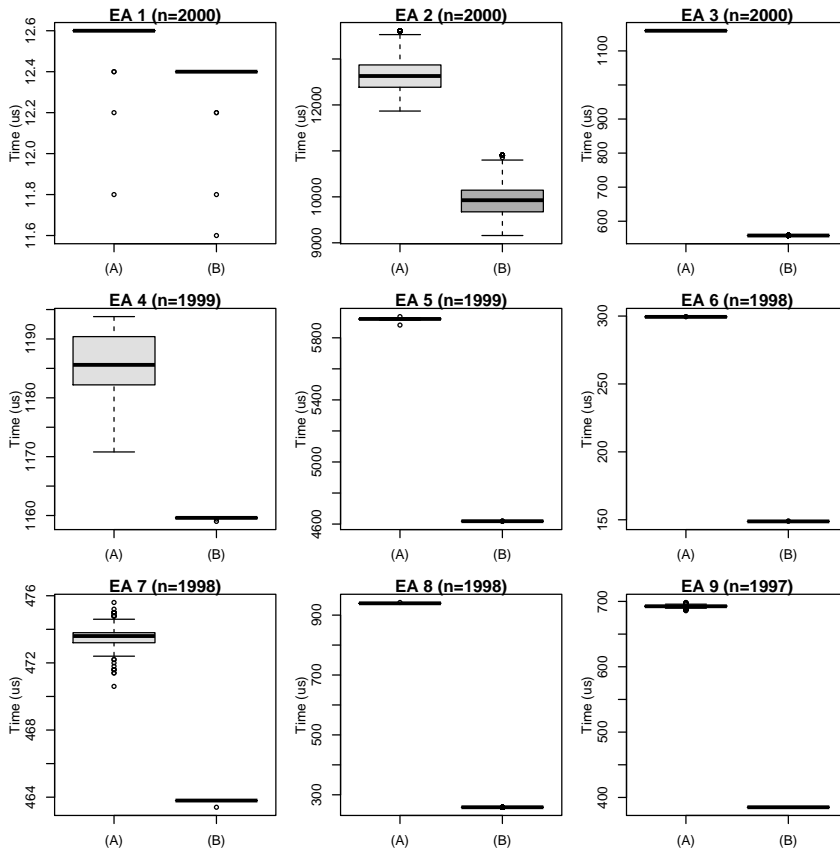 EA 1 (n=2000)
Time (us)
12.6
12.4
12.2
12.0
11.8
11.6
(A)
(B)
EA 2 (n=2000)
Time (us)
12000
10000
9000
(A)
(B)
EA 3 (n=2000)
Time (us)
1100
900
800
700
600
(A)
(B)
EA 4 (n=1999)
Time (us)
1190
1180
1170
1160
(A)
(B)
EA 5 (n=1999)
Time (us)
5800
5400
5000
4600
(A)
(B)
EA 6 (n=1998)
Time (us)
300
250
200
150
(A)
(B)
EA 7 (n=1998)
Time (us)
476
472
468
464
(A)
(B)
EA 8 (n=1998)
Time (us)
900
700
500
300
(A)
(B)
EA 9 (n=1997)
Time (us)
700
600
500
400
(A)
(B)